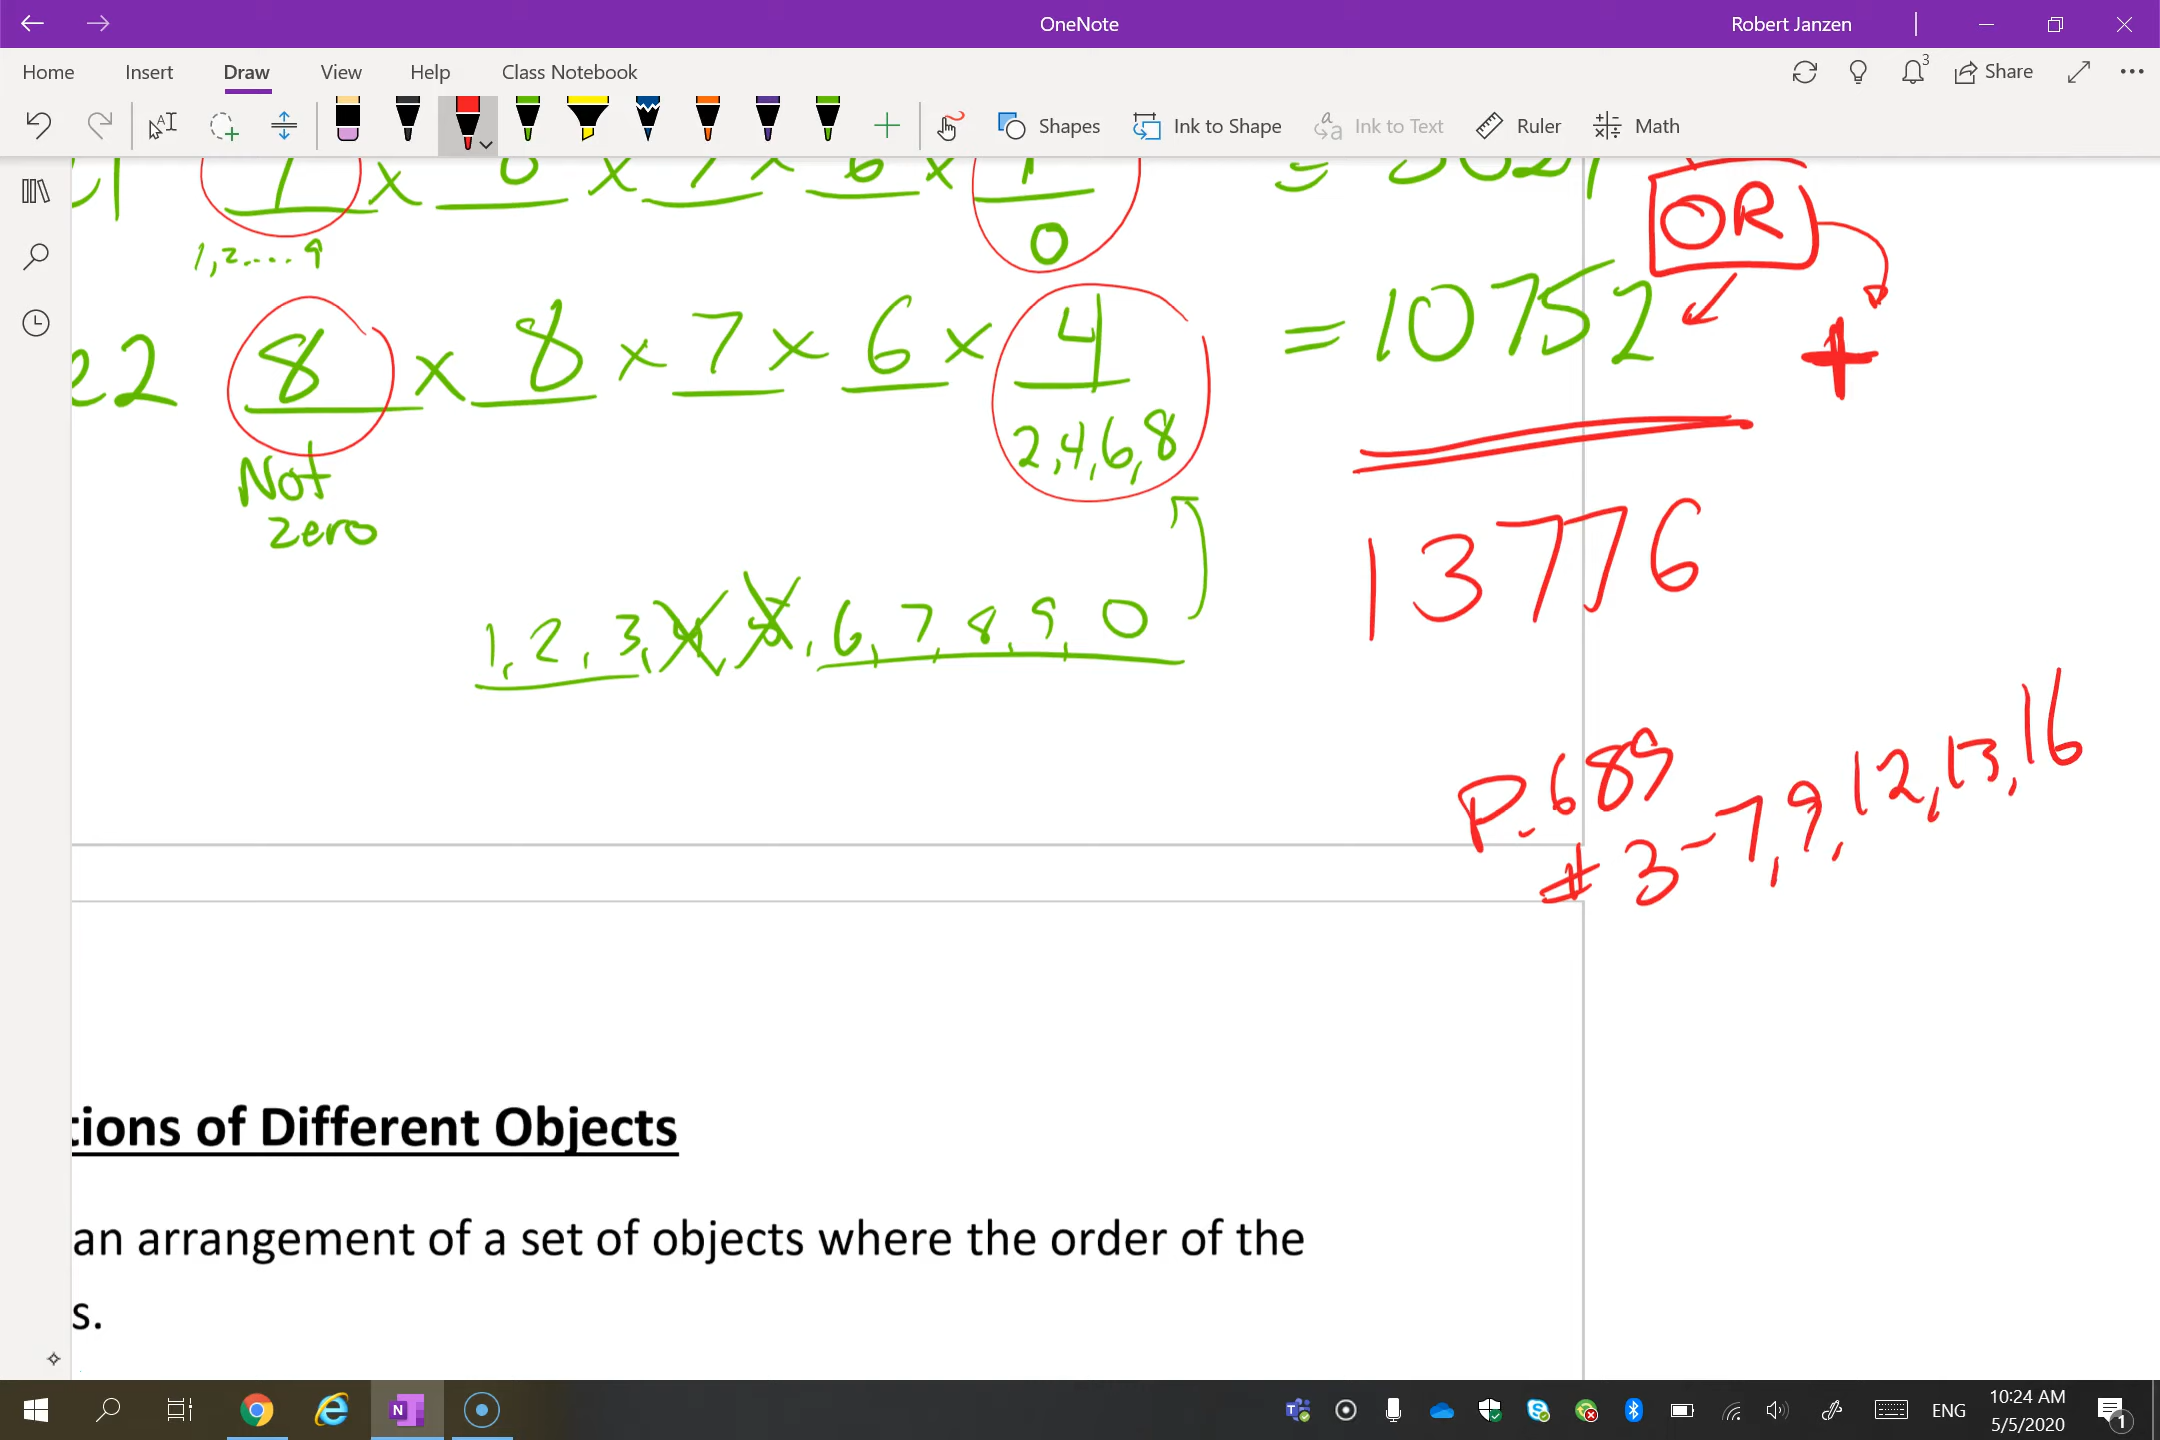 OneNote
Robert Janzen
Home Insert Draw View Help Class Notebook
3
Share
Shapes
Ink to Shape
Ink to Text
Ruler
Math
1,2....9
0
OR
e2 8 × 8 × 7 × 6 × 4 = 10752
+
Not
zero
2,4,6,8
13776
1, 2, 3, 4, 5, 6, 7, 8, 9, 0
P. 689
# 3-7, 9, 12, 13, 16
tions of Different Objects
an arrangement of a set of objects where the order of the
s.
ENG
10:24 AM
5/5/2020
1